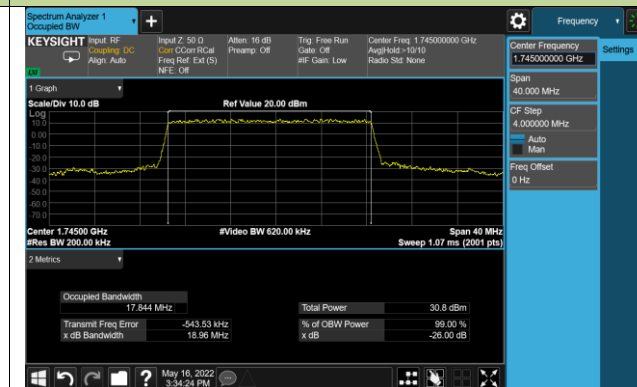 Spectrum Analyzer 1
Occupied BW
Frequency
KEYSIGHT
Input: RF
Coupling: DC
Align: Auto
Input Z: 50 Ω
Corr CCorr RCal
Freq Ref: Ext (S)
NFE: Off
Atten: 16 dB
Preamp: Off
Trig: Free Run
Gate: Off
#IF Gain: Low
Center Freq: 1.745000000 GHz
Avg|Hold:>10/10
Radio Std: None
Center Frequency
1.745000000 GHz
Settings
Span
40.000 MHz
CF Step
4.000000 MHz
Auto
Man
Freq Offset
0 Hz
1 Graph
Scale/Div 10.0 dB
Ref Value 20.00 dBm
Log
10.0
0.00
-10.0
-20.0
-30.0
-40.0
-50.0
-60.0
-70.0
Center 1.74500 GHz
#Video BW 620.00 kHz
Span 40 MHz
#Res BW 200.00 kHz
Sweep 1.07 ms (2001 pts)
2 Metrics
Occupied Bandwidth
17.844 MHz
Total Power
30.8 dBm
Transmit Freq Error
-543.53 kHz
% of OBW Power
99.00 %
x dB Bandwidth
18.96 MHz
x dB
-26.00 dB
?
May 16, 2022
3:34:24 PM